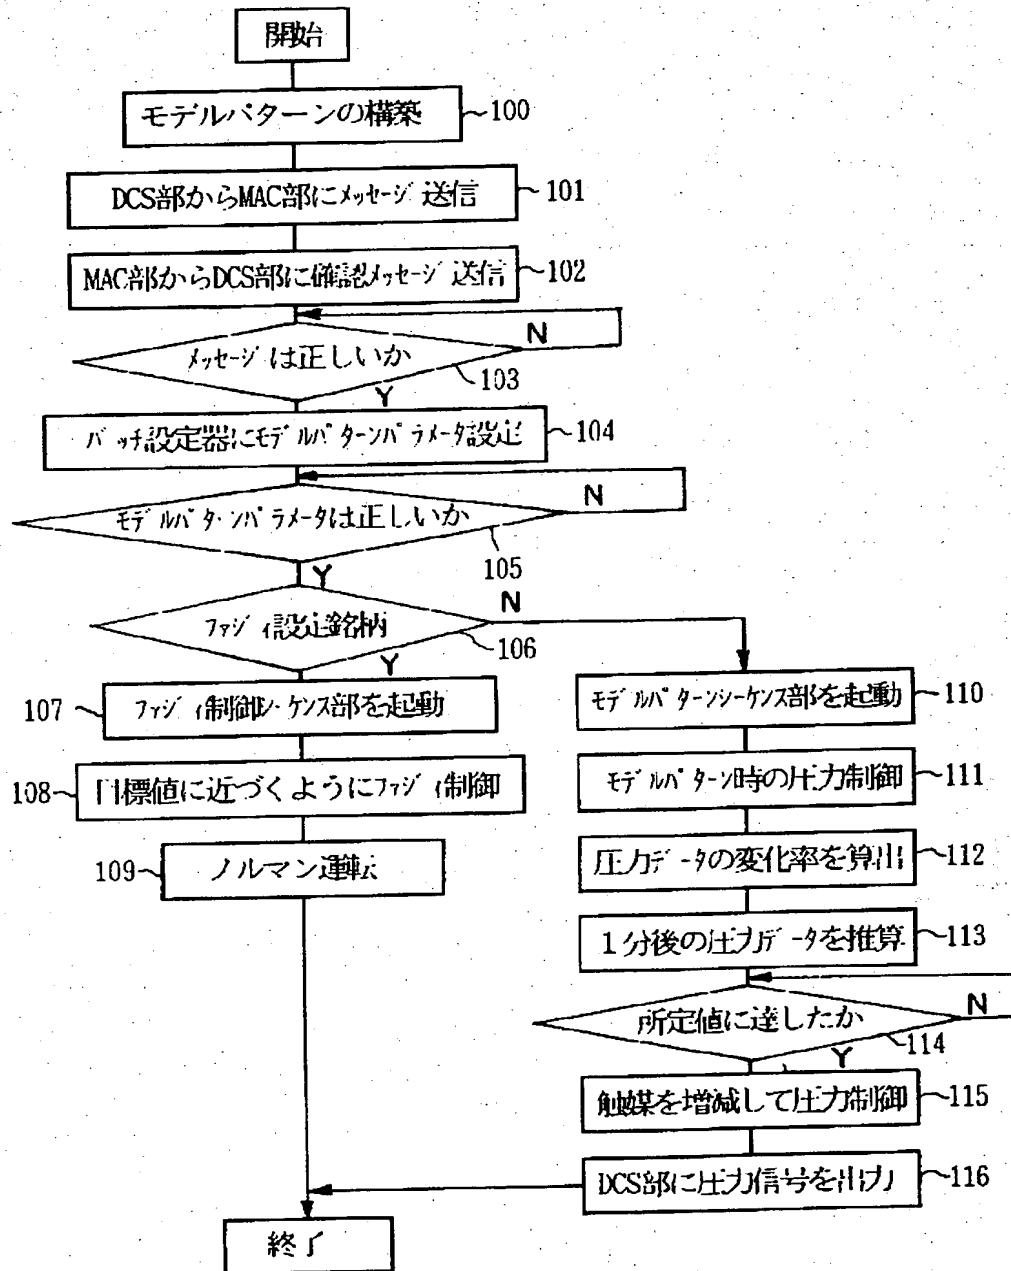 開始
モデルパターンの構築
100
DCS部からMAC部にメッセージ送信
101
MAC部からDCS部に確認メッセージ送信
102
メッセージは正しいか
N
103
Y
バッチ設定器にモデルパターンパラメータ設定
104
モデルパターンパラメータは正しいか
N
105
Y
ファジィ設定銘柄
N
106
Y
107
ファジィ制御シーケンス部を起動
108
目標値に近づくようにファジィ制御
109
ノルマン運転
モデルパターンシーケンス部を起動
110
モデルパターン時の圧力制御
111
圧力データの変化率を算出
112
1分後の圧力データを推算
113
所定値に達したか
N
114
Y
触媒を増減して圧力制御
115
DCS部に圧力信号を出力
116
終了